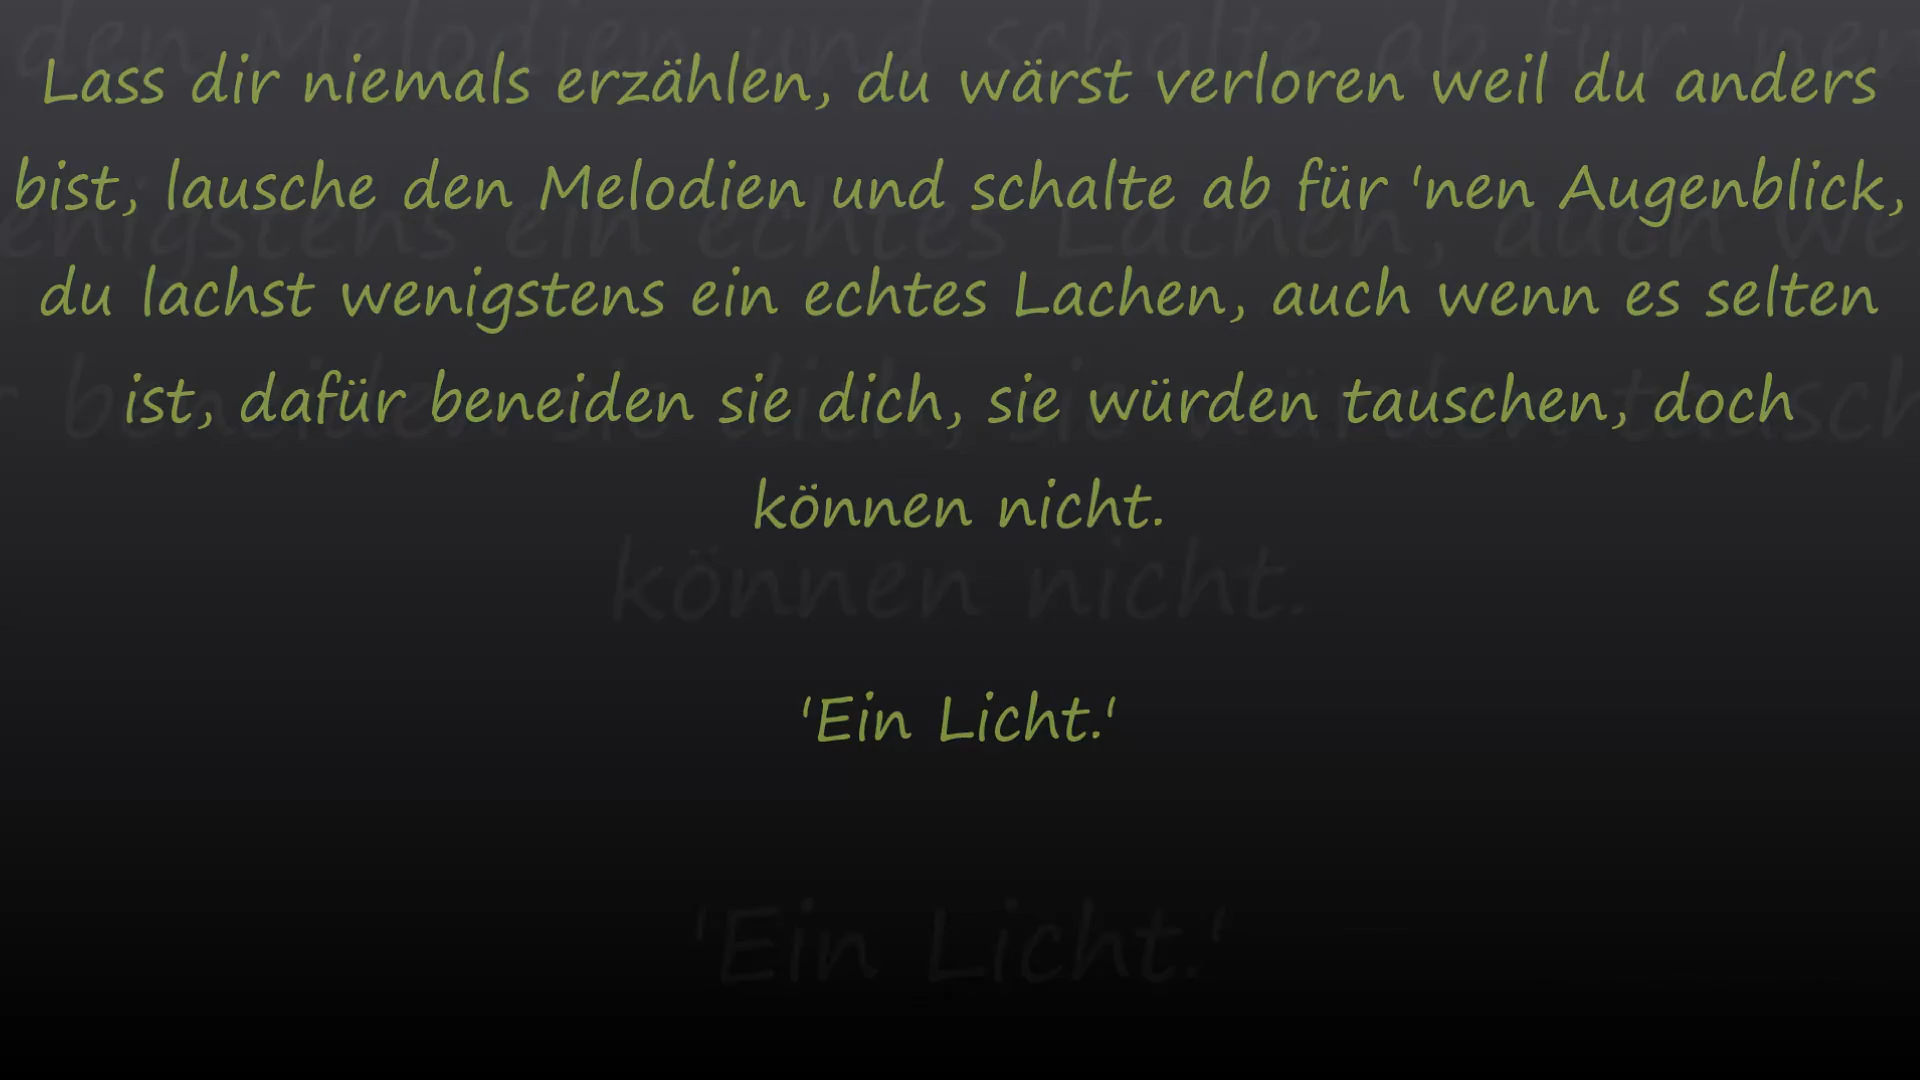 Lass dir niemals erzählen, du wärst verloren weil du anders
bist, lausche den Melodien und schalte ab für 'nen Augenblick,
du lachst wenigstens ein echtes Lachen, auch wenn es selten
ist, dafür beneiden sie dich, sie würden tauschen, doch
können nicht.
'Ein Licht.'